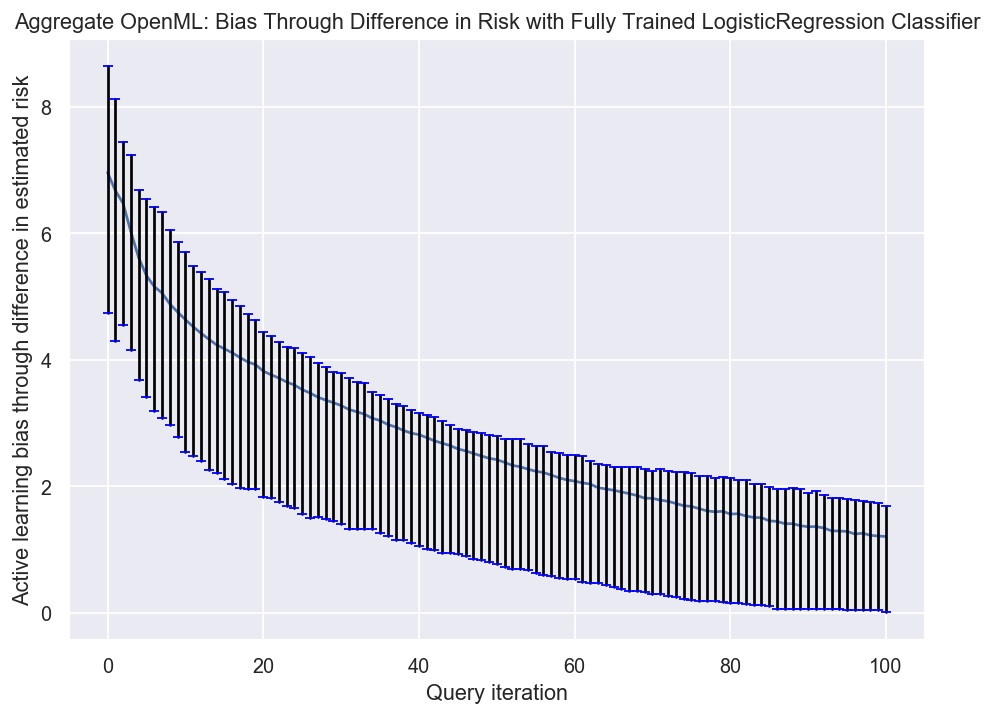 Aggregate OpenML: Bias Through Difference in Risk with Fully Trained LogisticRegression Classifier
Active learning bias through difference in estimated risk
8
6
4
2
0
0 20 40 60 80 100
Query iteration